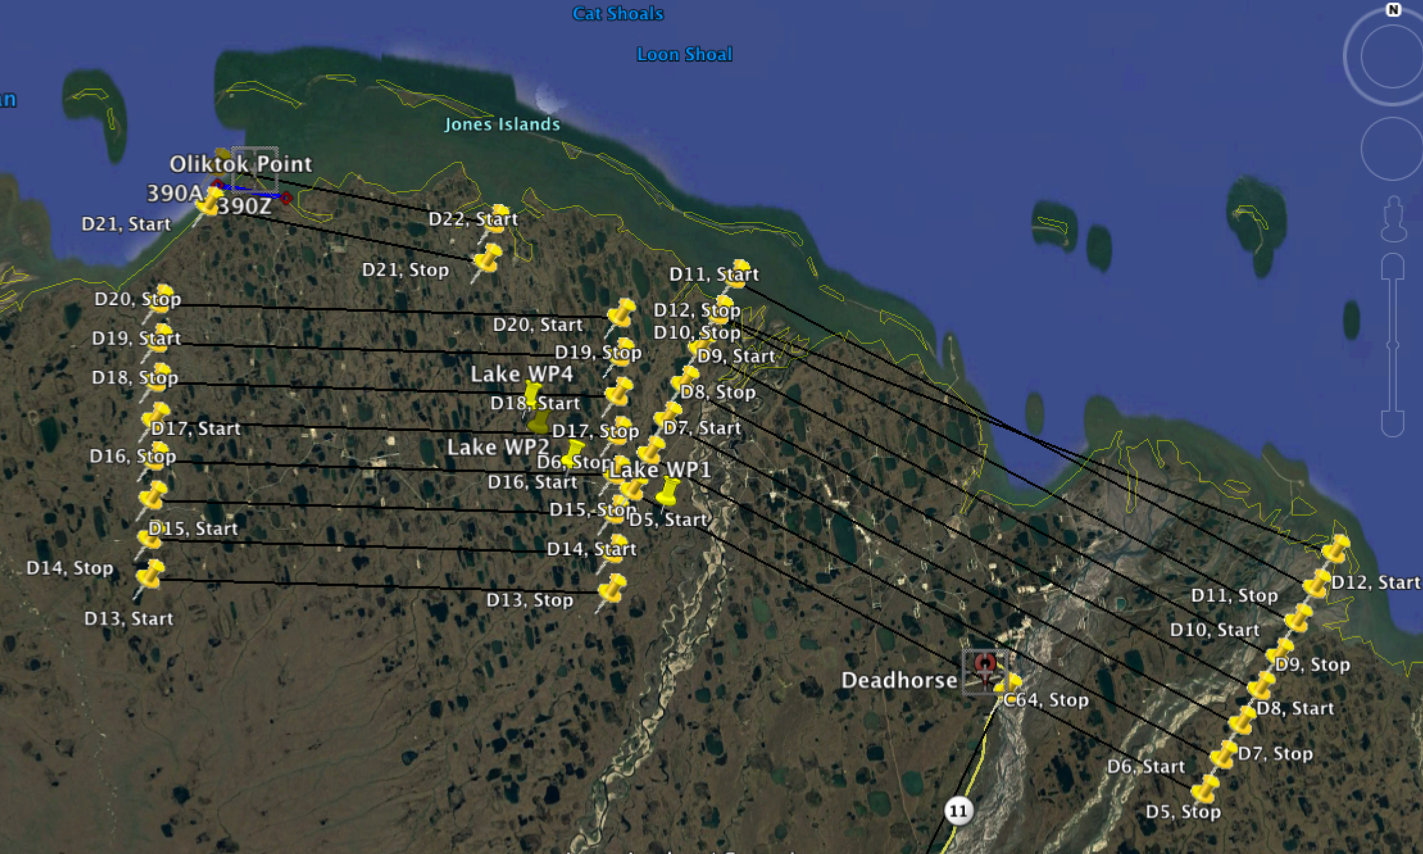 Cat Shoals
Loon Shoal
Jones Islands
Oliktok Point
390A
390Z
D21, Start
D22, Start
D21, Stop
D11, Start
D20, Stop
D12, Stop
D20, Start
D10, Stop
D19, Start
D19, Stop
D9, Start
Lake WP4
D18, Stop
D8, Stop
D18, Start
D17, Start
D17, Stop
D7, Start
Lake WP2
D16, Stop
D6, Stop
Lake WP1
D16, Start
D15, Stop
D5, Start
D15, Start
D14, Start
D14, Stop
D13, Stop
D13, Start
D12, Start
D11, Stop
D10, Start
D9, Stop
Deadhorse
C64, Stop
D8, Start
D7, Stop
D6, Start
D5, Stop
11
N